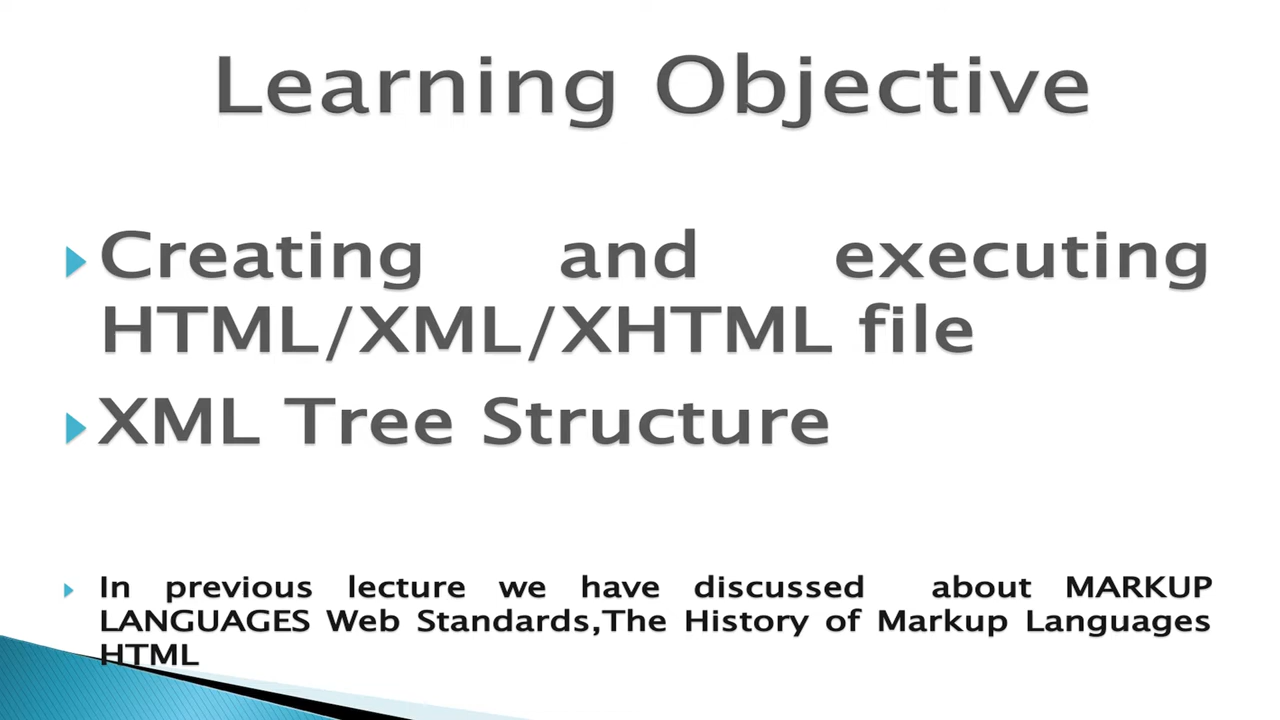 Learning Objective
Creating and executing
HTML/XML/XHTML file
XML Tree Structure
In previous lecture we have discussed about MARKUP
LANGUAGES Web Standards,The History of Markup Languages
HTML